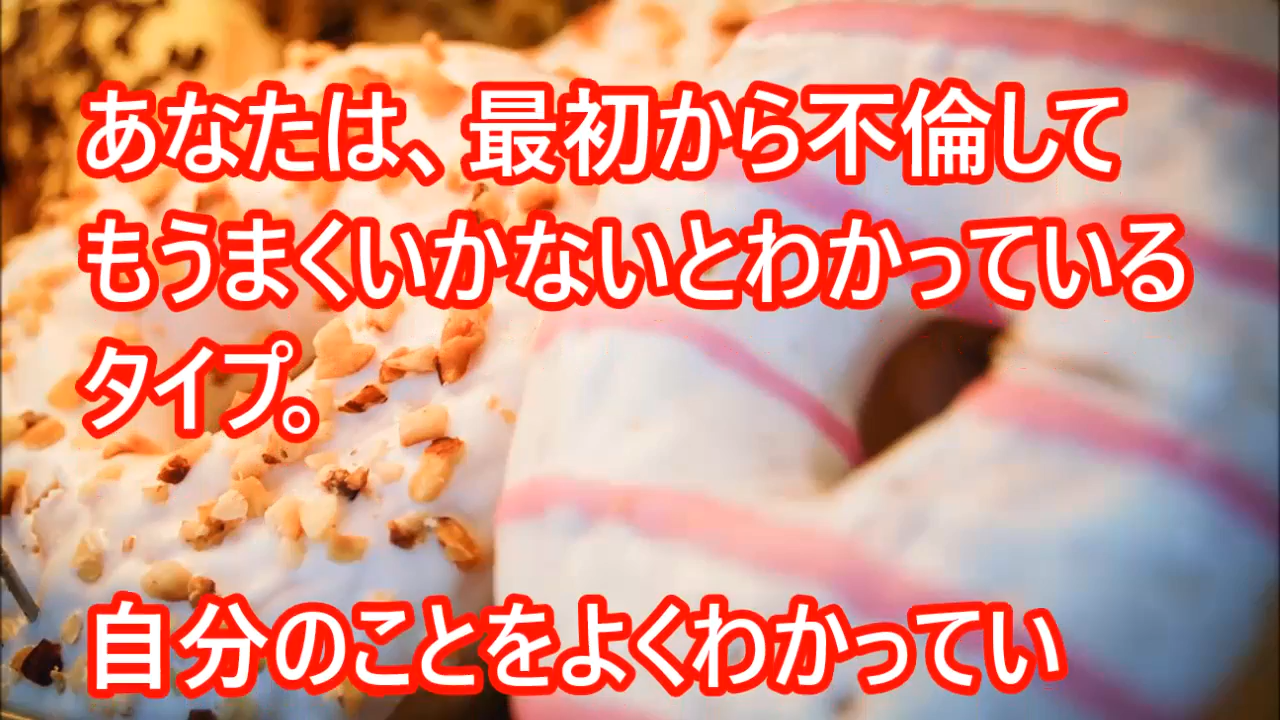 あなたは、最初から不倫して
もうまくいかないとわかっている
タイプ。
自分のことをよくわかってい